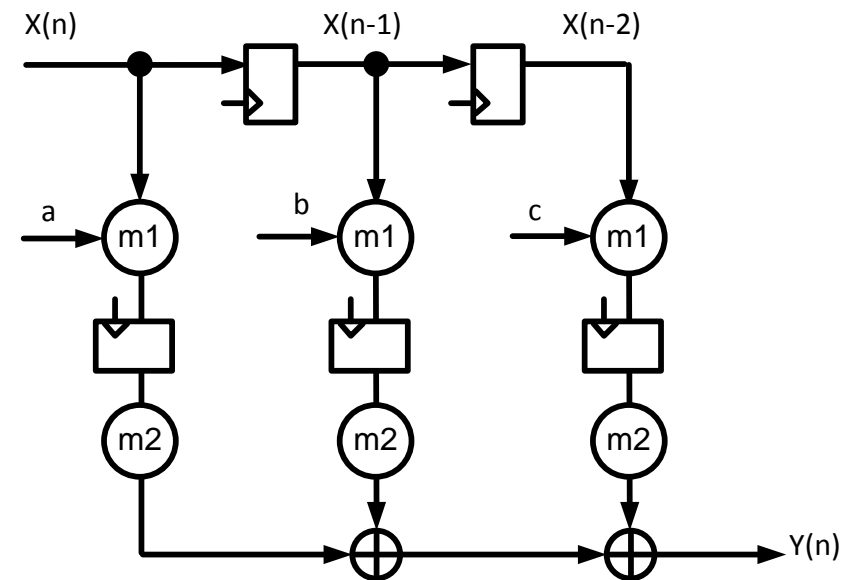 X(n) X(n-1) X(n-2)
a b c
m1 m1 m1
m2 m2 m2
Y(n)